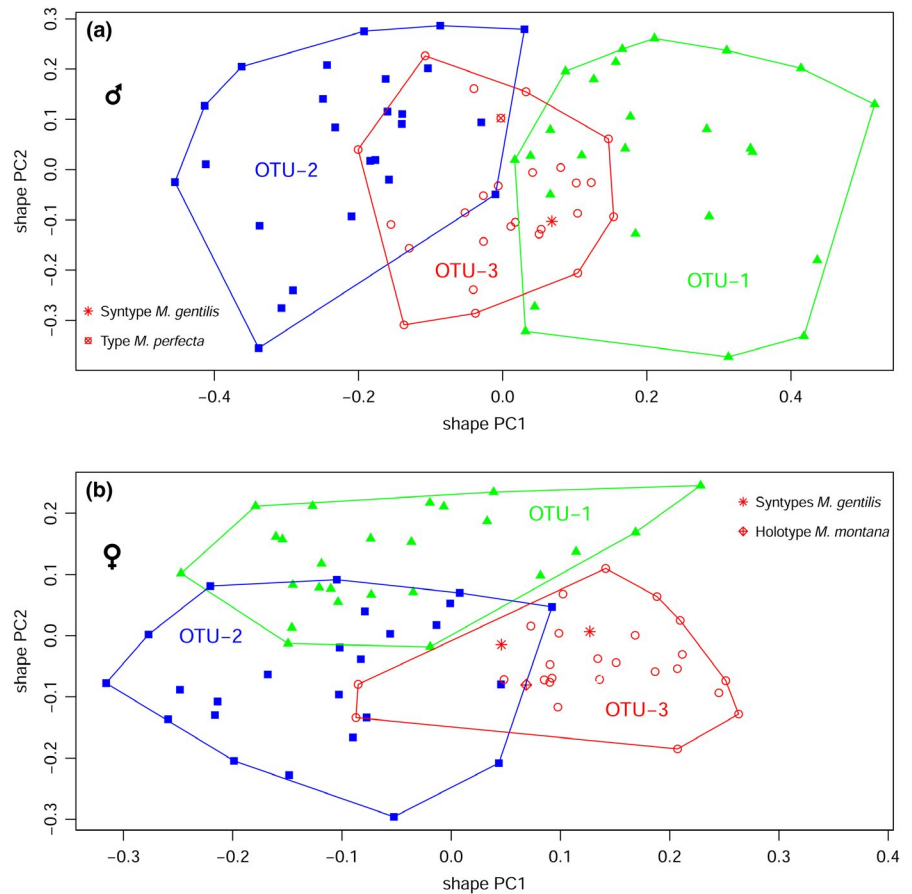 (a)
♂
0.3
0.2
0.1
0.0
−0.1
−0.2
−0.3
shape PC2
OTU−2
OTU−3
OTU−1
Syntype M. gentilis
Type M. perfecta
−0.4
−0.2
0.0
0.2
0.4
shape PC1
(b)
♀
0.2
0.1
0.0
−0.1
−0.2
−0.3
shape PC2
OTU−1
OTU−2
OTU−3
Syntypes M. gentilis
Holotype M. montana
−0.3
−0.2
−0.1
0.0
0.1
0.2
0.3
0.4
shape PC1